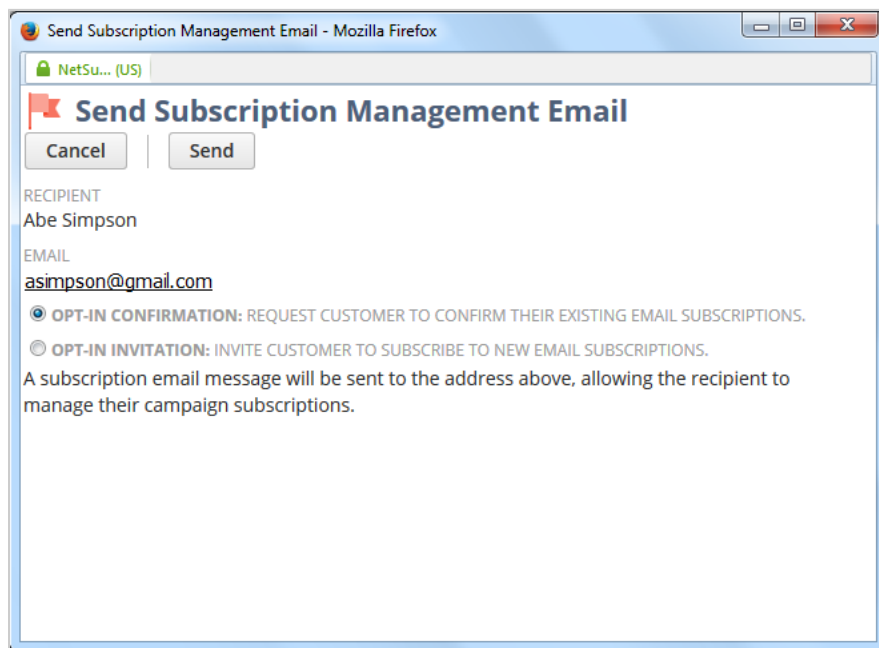 Send Subscription Management Email - Mozilla Firefox
NetSu... (US)
Send Subscription Management Email
Cancel Send
RECIPIENT
Abe Simpson
EMAIL
asimpson@gmail.com
OPT-IN CONFIRMATION: REQUEST CUSTOMER TO CONFIRM THEIR EXISTING EMAIL SUBSCRIPTIONS.
OPT-IN INVITATION: INVITE CUSTOMER TO SUBSCRIBE TO NEW EMAIL SUBSCRIPTIONS.
A subscription email message will be sent to the address above, allowing the recipient to
manage their campaign subscriptions.